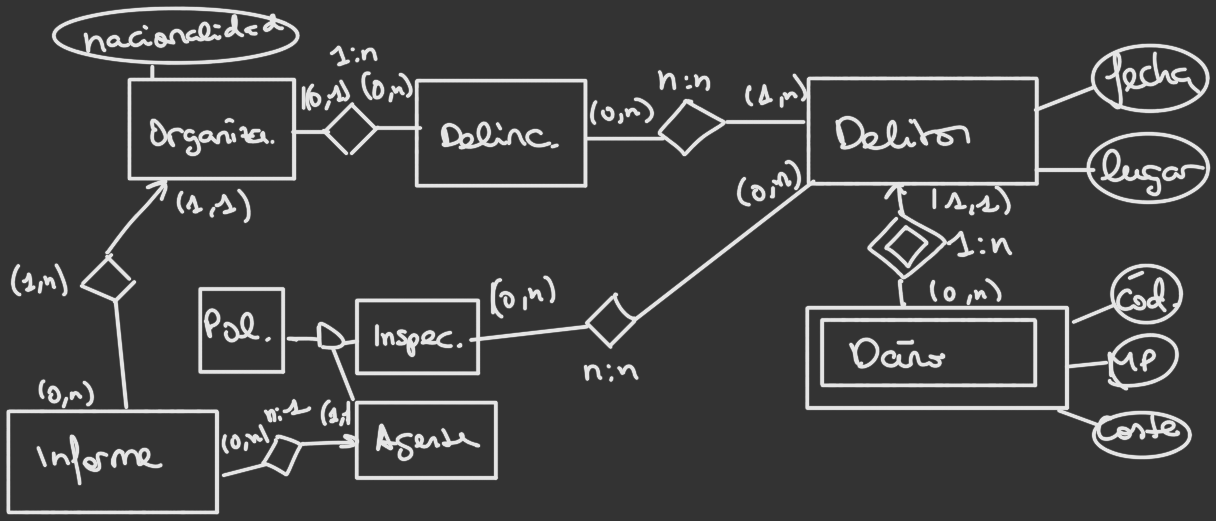 nacionalidad
1:n
Organiza.
(0,1)
(0,n)
Delinc.
(0,n)
n:n
(1,n)
Delitos
fecha
lugar
(1,1)
(1,n)
(0,n)
Informe
(0,n)
n:1
(1,1
Agente
Pol.
Inspec.
(0,n)
n:n
(0,n)
(1,1)
1:n
(0,n)
Daño
Cod.
MP
Coste